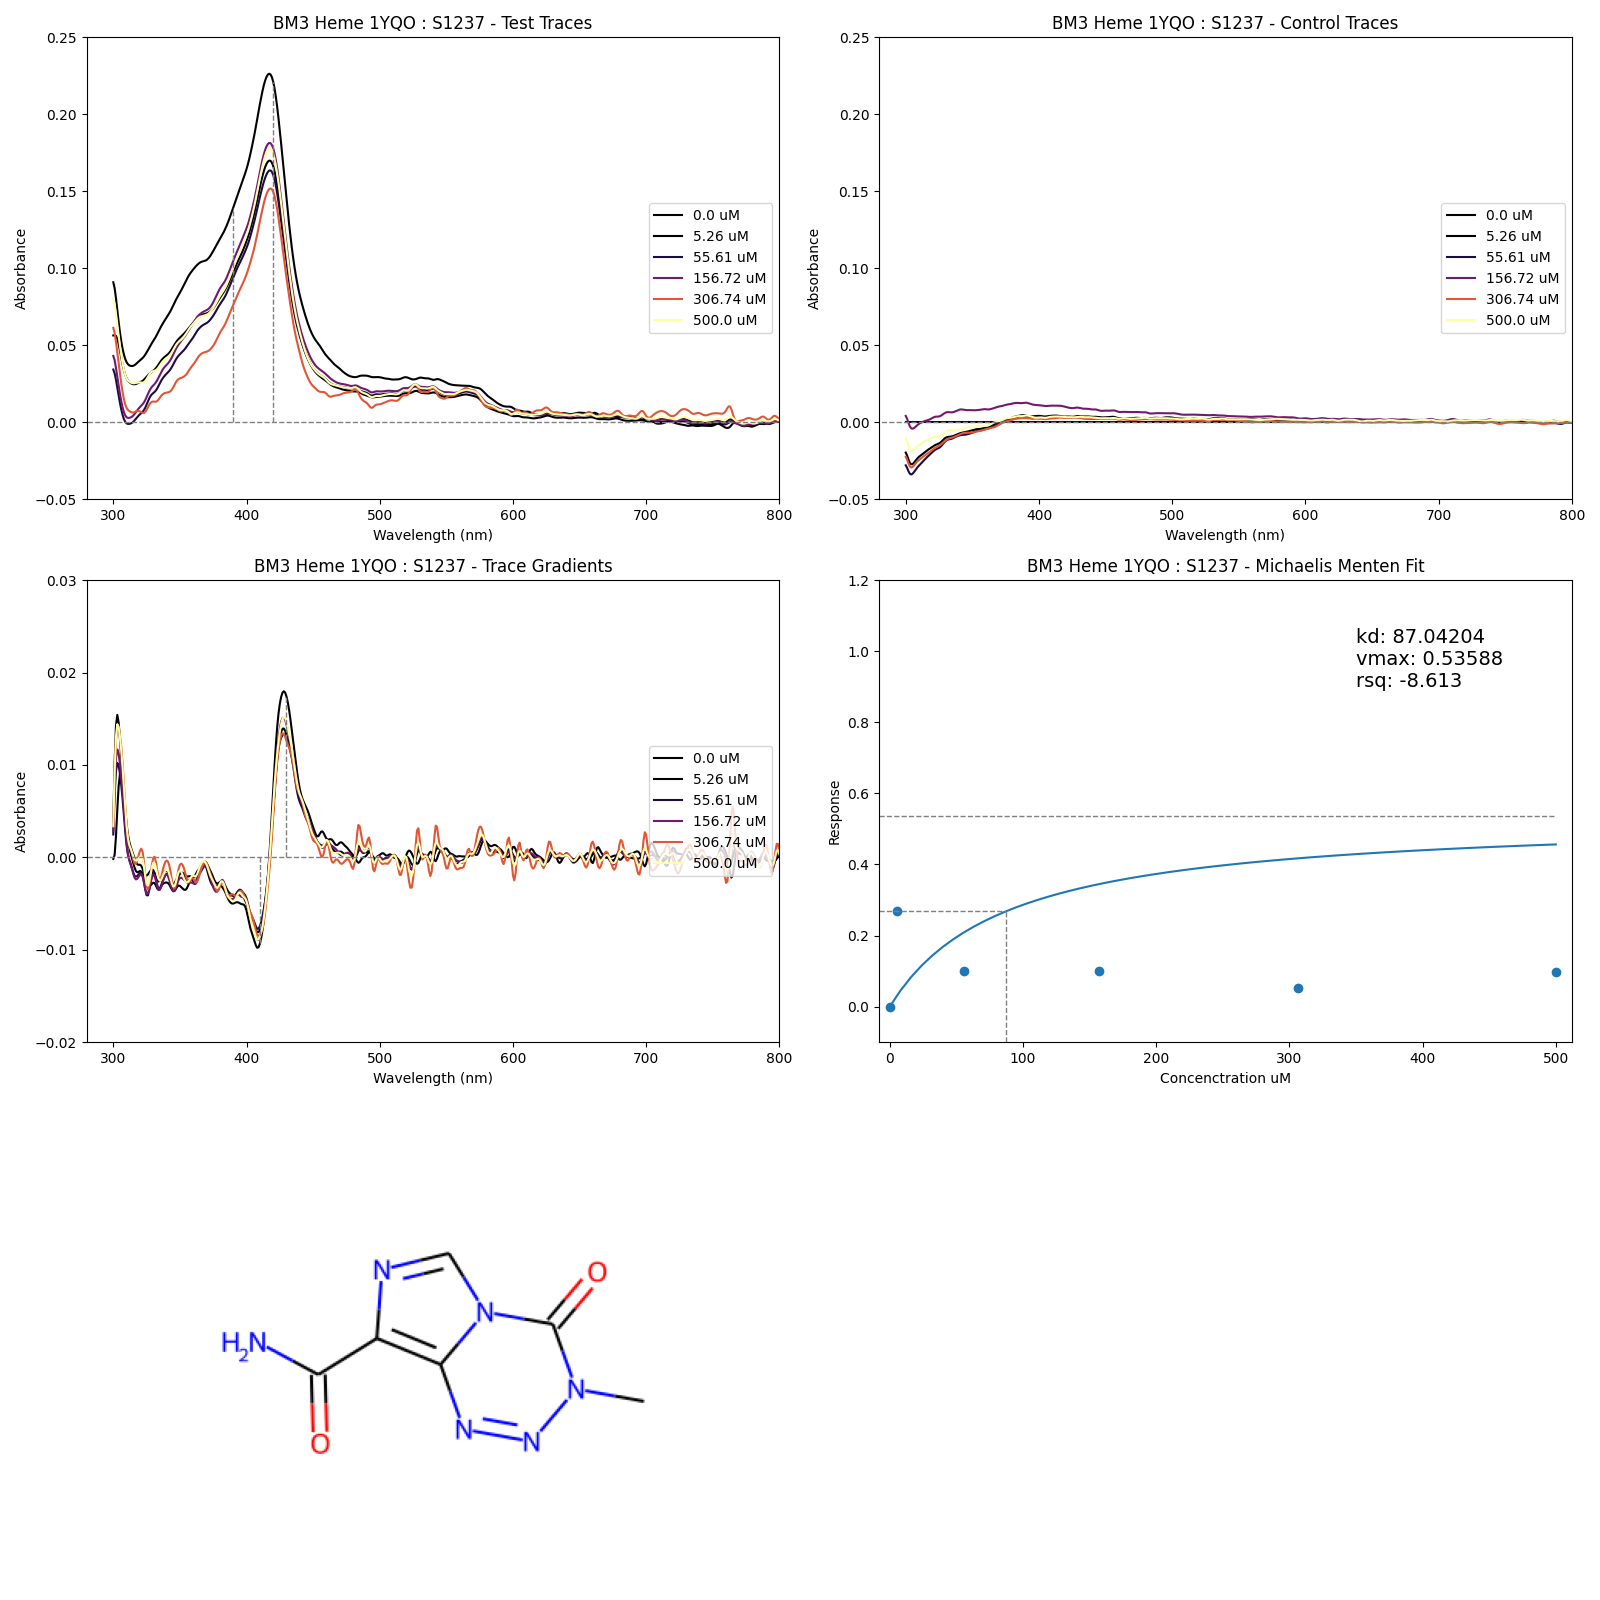 BM3 Heme 1YQO : S1237 - Test Traces
0.25
0.20
0.15
0.10
0.05
0.00
−0.05
Absorbance
300
400
500
600
700
800
Wavelength (nm)
0.0 uM
5.26 uM
55.61 uM
156.72 uM
306.74 uM
500.0 uM
BM3 Heme 1YQO : S1237 - Control Traces
0.25
0.20
0.15
0.10
0.05
0.00
−0.05
Absorbance
300
400
500
600
700
800
Wavelength (nm)
0.0 uM
5.26 uM
55.61 uM
156.72 uM
306.74 uM
500.0 uM
BM3 Heme 1YQO : S1237 - Trace Gradients
0.03
0.02
0.01
0.00
−0.01
−0.02
Absorbance
300
400
500
600
700
800
Wavelength (nm)
0.0 uM
5.26 uM
55.61 uM
156.72 uM
306.74 uM
500.0 uM
BM3 Heme 1YQO : S1237 - Michaelis Menten Fit
1.2
1.0
0.8
0.6
0.4
0.2
0.0
Response
0
100
200
300
400
500
Concenctration uM
kd: 87.04204
vmax: 0.53588
rsq: -8.613
N
O
N
H2N
N
N
N
O